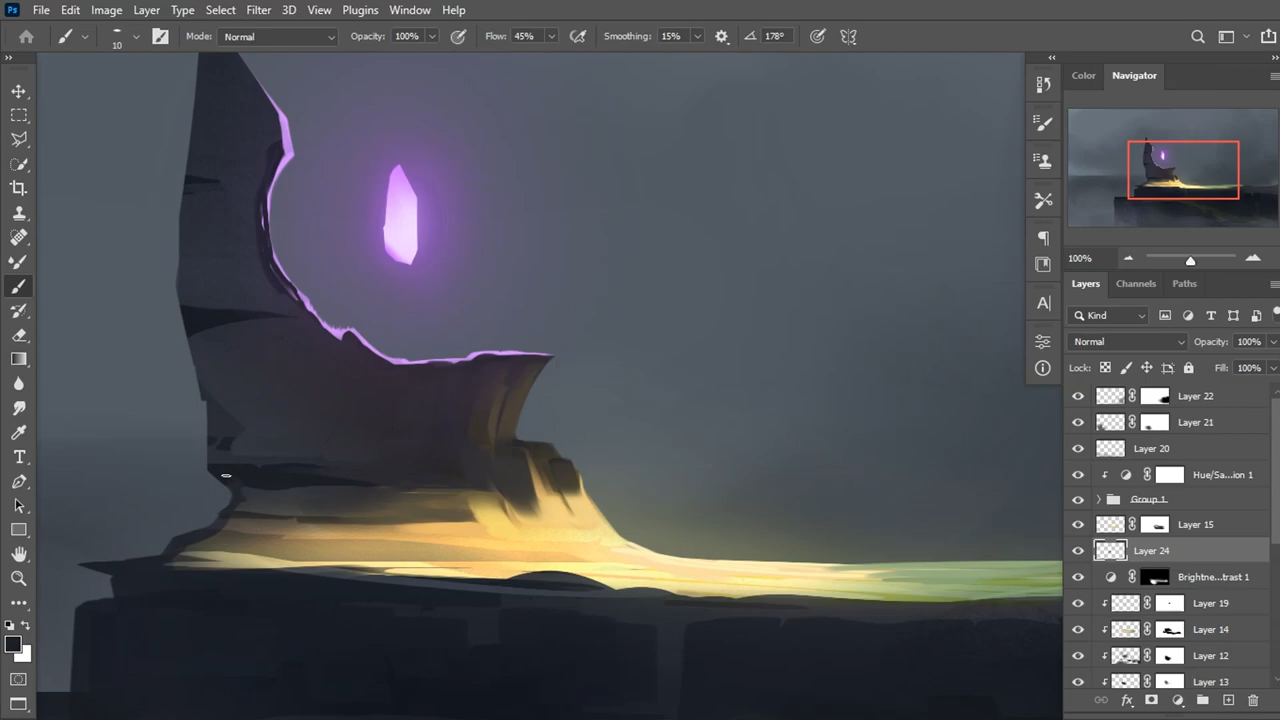 Ps File Edit Image Layer Type Select Filter 3D View Plugins Window Help
10 Mode: Normal Opacity: 100% Flow: 45% Smoothing: 15% 178°
Color Navigator
100%
Layers Channels Paths
Kind
Normal Opacity: 100%
Lock: Fill: 100%
Layer 22
Layer 21
Layer 20
Hue/Sa...ion 1
Group 1
Layer 15
Layer 24
Brightne...trast 1
Layer 19
Layer 14
Layer 12
Layer 13